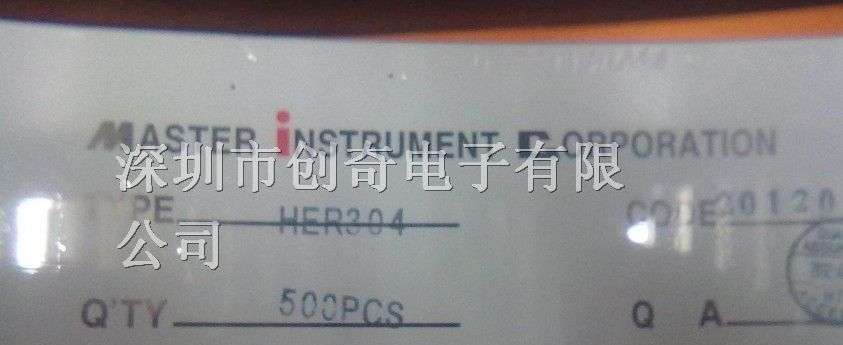 MASTER iNSTRUMENT CORPORATION
深圳市创奇电子有限
公司
TYPE HER304
CODE 20120
Q'TY 500PCS
Q A